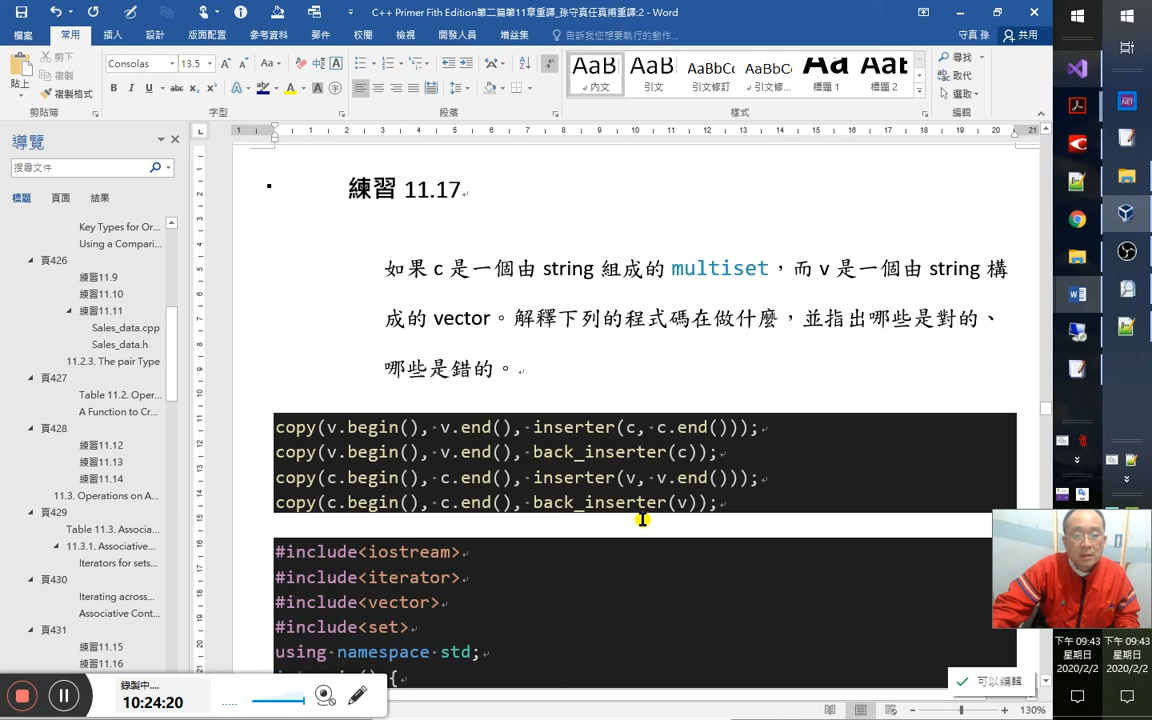 C++ Primer Fith Edition第二篇第11章重譯_孫守真任真甫重譯:2 - Word
檔案 常用 插入 設計 版面配置 參考資料 郵件 校閱 檢視 開發人員 增益集 告訴我您想要執行的動作... 守真 孫 共用
貼上 剪下 複製 複製格式
Consolas 13.5
AaB AaBb AaBbC AaBbC AaB AaBt
內文 引文 引文修訂 引文修... 標題 1 標題 2
尋找 取代 選取
剪貼簿 字型 段落 樣式 編輯
導覽
搜尋文件
標題 頁面 結果
Key Types for Or...
Using a Compari...
頁426
練習11.9
練習11.10
練習11.11
Sales_data.cpp
Sales_data.h
11.2.3. The pair Type
頁427
Table 11.2. Oper...
A Function to Cr...
頁428
練習11.12
練習11.13
練習11.14
11.3. Operations on A...
頁429
Table 11.3. Associa...
11.3.1. Associative...
Iterators for sets...
頁430
Iterating across...
Associative Cont...
頁431
練習11.15
練習11.16
練習 11.17
如果 c 是一個由 string 組成的 multiset，而 v 是一個由 string 構
成的 vector。解釋下列的程式碼在做什麼，並指出哪些是對的、
哪些是錯的。
copy(v.begin(), v.end(), inserter(c, c.end()));
copy(v.begin(), v.end(), back_inserter(c));
copy(c.begin(), c.end(), inserter(v, v.end()));
copy(c.begin(), c.end(), back_inserter(v));
#include<iostream>
#include<iterator>
#include<vector>
#include<set>
using namespace std;
錄製中....
10:24:20
可以編輯
130%
下午 09:43 下午 09:43
星期日 星期日
2020/2/2 2020/2/2